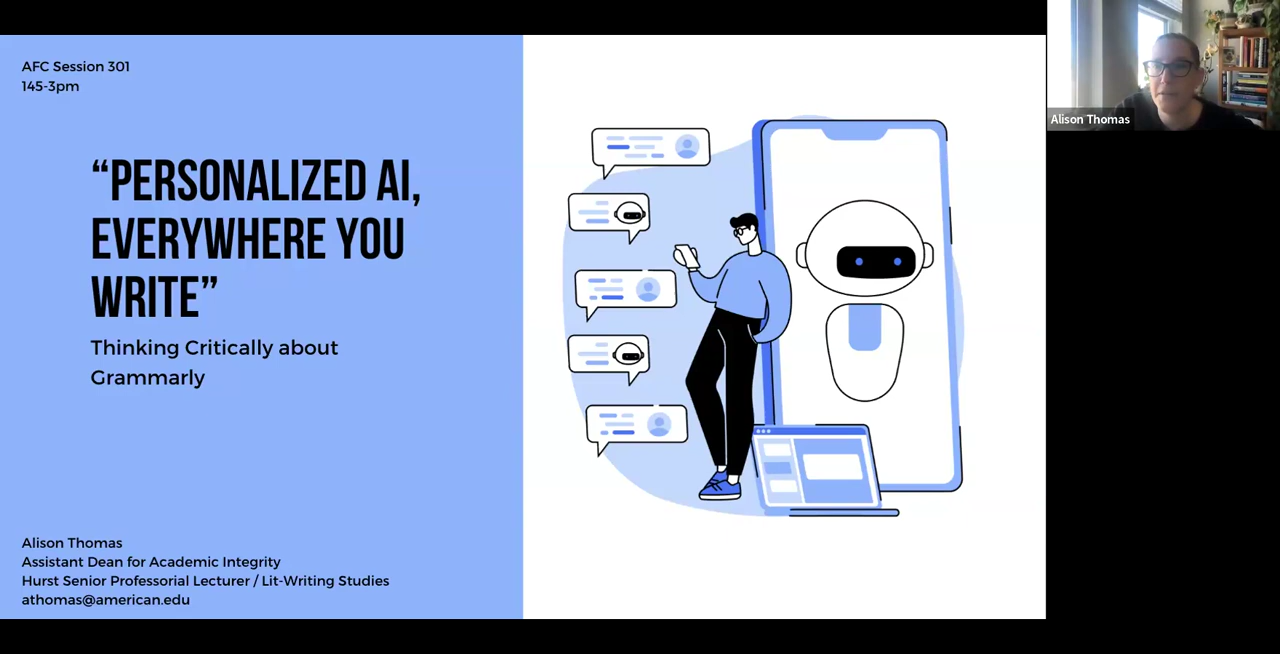 AFC Session 301
145-3pm
“PERSONALIZED AI,
EVERYWHERE YOU
WRITE”
Thinking Critically about
Grammarly
Alison Thomas
Assistant Dean for Academic Integrity
Hurst Senior Professorial Lecturer / Lit-Writing Studies
athomas@american.edu
Alison Thomas